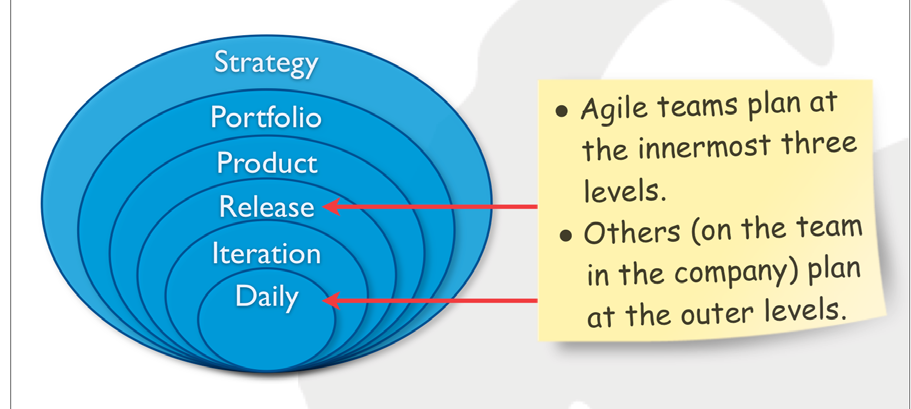 Strategy
Portfolio
Product
Release
Iteration
Daily
• Agile teams plan at
the innermost three
levels.
• Others (on the team
in the company) plan
at the outer levels.